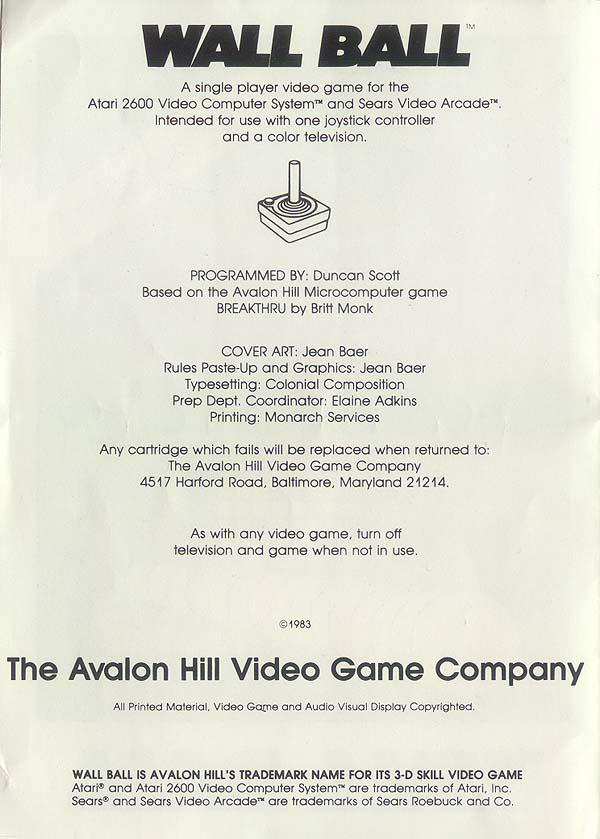 WALL BALL™
A single player video game for the
Atari 2600 Video Computer System™ and Sears Video Arcade™.
Intended for use with one joystick controller
and a color television.
PROGRAMMED BY: Duncan Scott
Based on the Avalon Hill Microcomputer game
BREAKTHRU by Britt Monk
COVER ART: Jean Baer
Rules Paste-Up and Graphics: Jean Baer
Typesetting: Colonial Composition
Prep Dept. Coordinator: Elaine Adkins
Printing: Monarch Services
Any cartridge which fails will be replaced when returned to:
The Avalon Hill Video Game Company
4517 Harford Road, Baltimore, Maryland 21214.
As with any video game, turn off
television and game when not in use.
©1983
The Avalon Hill Video Game Company
All Printed Material, Video Game and Audio Visual Display Copyrighted.
WALL BALL IS AVALON HILL'S TRADEMARK NAME FOR ITS 3-D SKILL VIDEO GAME
Atari® and Atari 2600 Video Computer System™ are trademarks of Atari, Inc.
Sears® and Sears Video Arcade™ are trademarks of Sears Roebuck and Co.